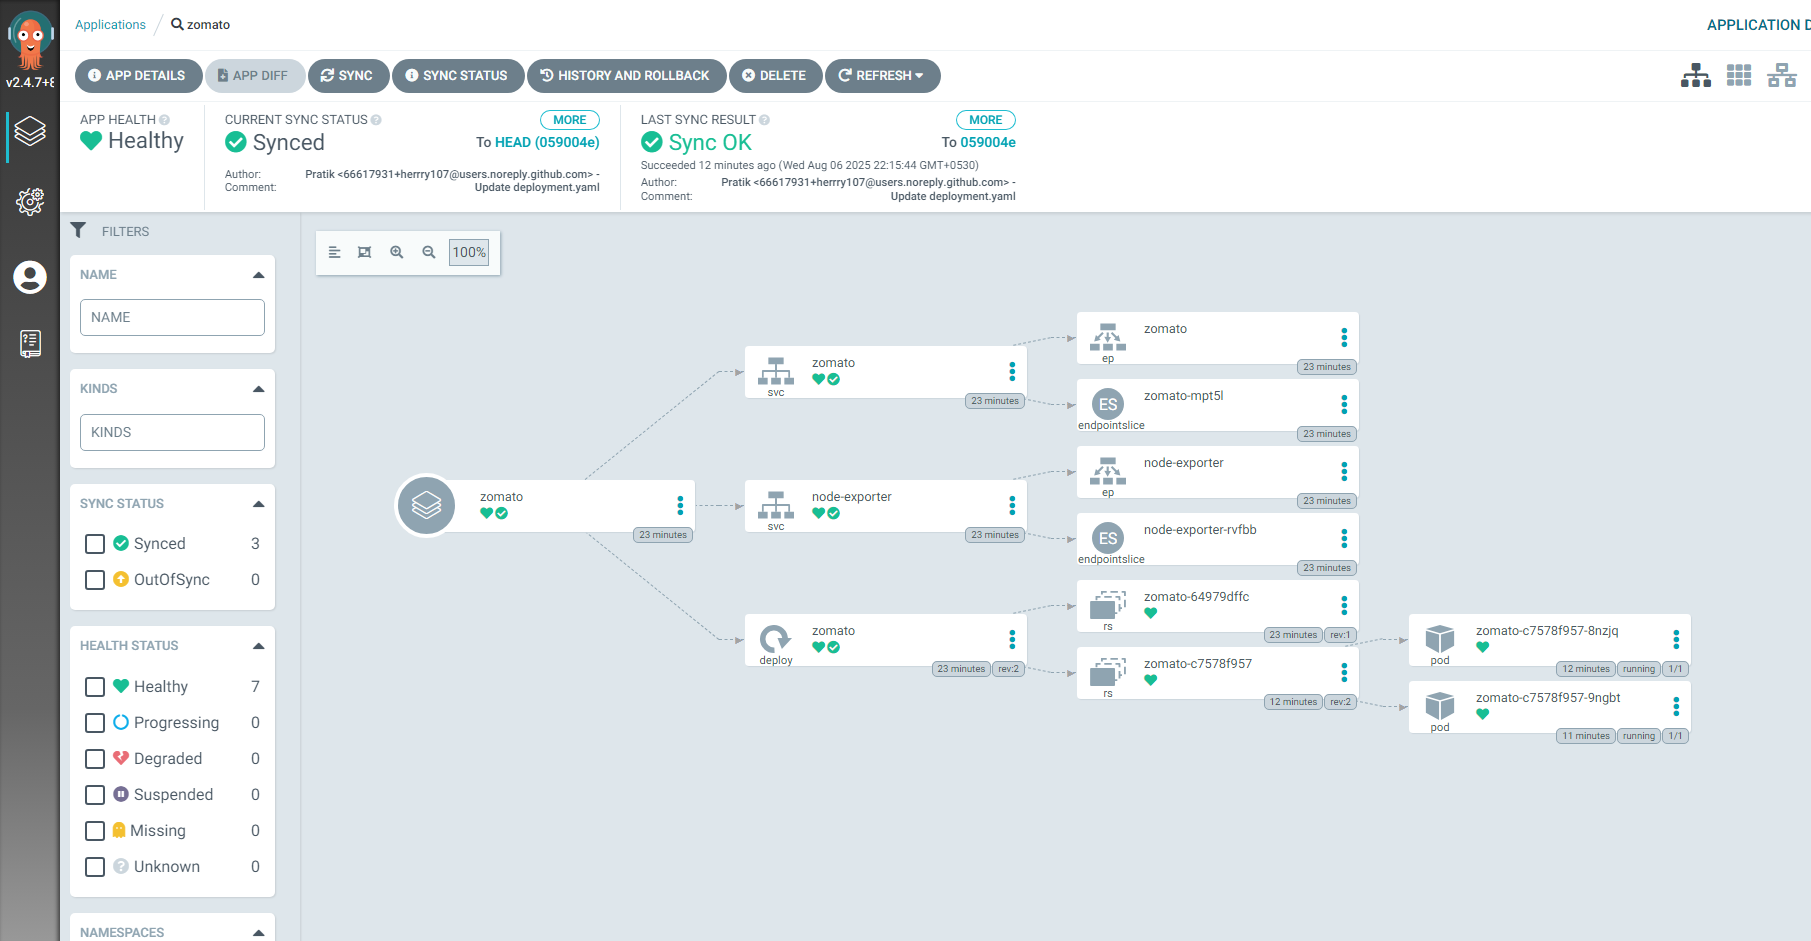 Applications
zomato
APPLICATION D
v2.4.7+8
APP DETAILS
APP DIFF
SYNC
SYNC STATUS
HISTORY AND ROLLBACK
DELETE
REFRESH
APP HEALTH
Healthy
CURRENT SYNC STATUS
MORE
Synced
To HEAD (059004e)
Author: Pratik <66617931+herrry107@users.noreply.github.com> -
Comment: Update deployment.yaml
LAST SYNC RESULT
MORE
Sync OK
To 059004e
Succeeded 12 minutes ago (Wed Aug 06 2025 22:15:44 GMT+0530)
Author: Pratik <66617931+herrry107@users.noreply.github.com> -
Comment: Update deployment.yaml
FILTERS
NAME
NAME
KINDS
KINDS
SYNC STATUS
Synced 3
OutOfSync 0
HEALTH STATUS
Healthy 7
Progressing 0
Degraded 0
Suspended 0
Missing 0
Unknown 0
NAMESPACES
100%
zomato
23 minutes
zomato
svc
23 minutes
node-exporter
svc
23 minutes
zomato
deploy
23 minutes rev:2
zomato
ep
23 minutes
ES
zomato-mpt5l
endpointslice
23 minutes
node-exporter
ep
23 minutes
ES
node-exporter-rvfbb
endpointslice
23 minutes
zomato-64979dffc
rs
23 minutes rev:1
zomato-c7578f957
rs
12 minutes rev:2
zomato-c7578f957-8nzjq
pod
12 minutes running 1/1
zomato-c7578f957-9ngbt
pod
11 minutes running 1/1